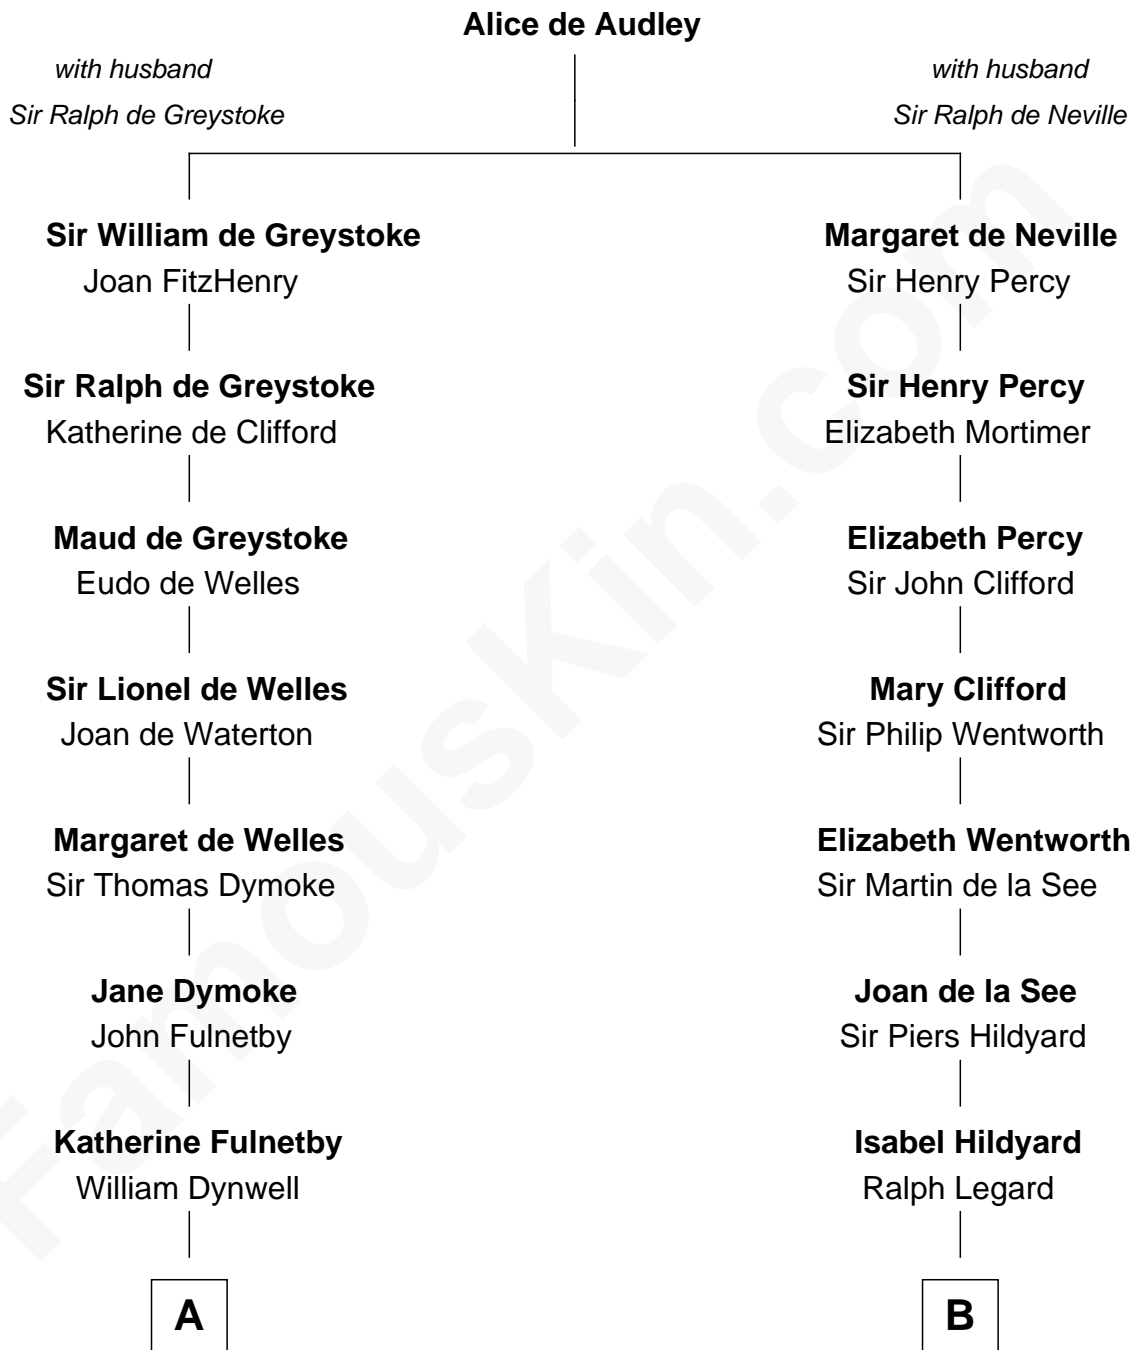 Alice de Audley
with husband
Sir Ralph de Greystoke
with husband
Sir Ralph de Neville
Sir William de Greystoke
Joan FitzHenry
Margaret de Neville
Sir Henry Percy
Sir Ralph de Greystoke
Katherine de Clifford
Sir Henry Percy
Elizabeth Mortimer
Maud de Greystoke
Eudo de Welles
Elizabeth Percy
Sir John Clifford
Sir Lionel de Welles
Joan de Waterton
Mary Clifford
Sir Philip Wentworth
Margaret de Welles
Sir Thomas Dymoke
Elizabeth Wentworth
Sir Martin de la See
Jane Dymoke
John Fulnetby
Joan de la See
Sir Piers Hildyard
Katherine Fulnetby
William Dynwell
Isabel Hildyard
Ralph Legard
A
B
FamousKin.com